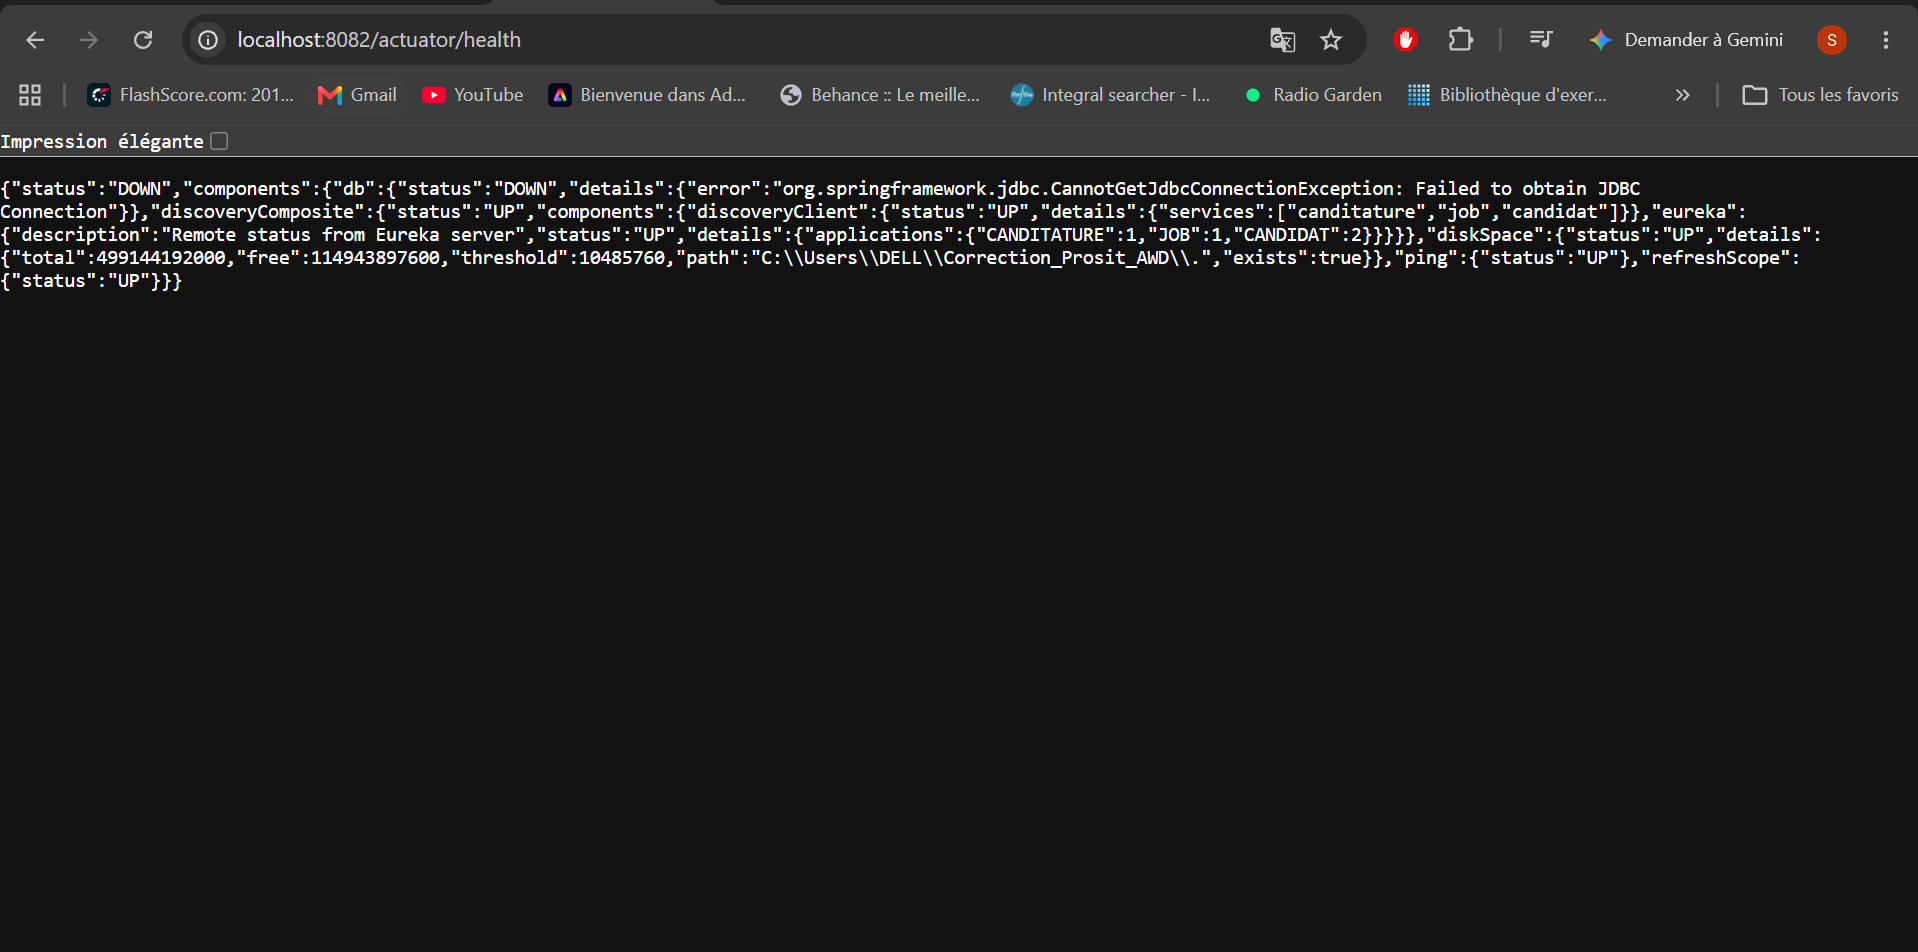 localhost:8082/actuator/health
Demander à Gemini
S
FlashScore.com: 201...
Gmail
YouTube
Bienvenue dans Ad...
Behance :: Le meille...
Integral searcher - I...
Radio Garden
Bibliothèque d'exer...
Tous les favoris
Impression élégante
{"status":"DOWN","components":{"db":{"status":"DOWN","details":{"error":"org.springframework.jdbc.CannotGetJdbcConnectionException: Failed to obtain JDBC
Connection"}},"discoveryComposite":{"status":"UP","components":{"discoveryClient":{"status":"UP","details":{"services":["canditature","job","candidat"]}},"eureka":
{"description":"Remote status from Eureka server","status":"UP","details":{"applications":{"CANDITATURE":1,"JOB":1,"CANDIDAT":2}}}}},"diskSpace":{"status":"UP","details":
{"total":499144192000,"free":114943897600,"threshold":10485760,"path":"C:\\Users\\DELL\\Correction_Prosit_AWD\\.","exists":true}},"ping":{"status":"UP"},"refreshScope":
{"status":"UP"}}}